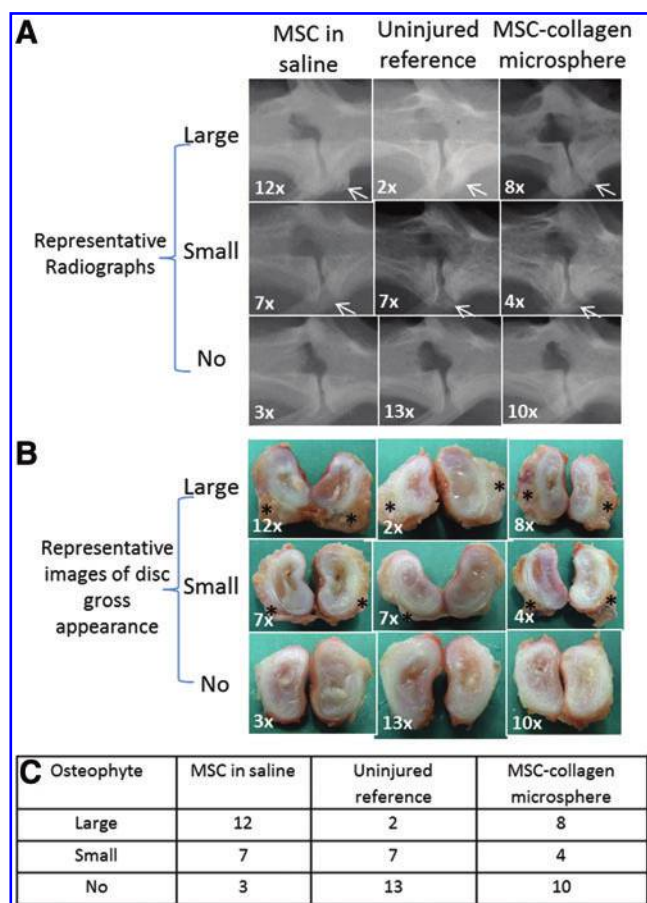 A
MSC in saline
Uninjured reference
MSC-collagen microsphere
Representative Radiographs
Large
12x
2x
8x
Small
7x
7x
4x
No
3x
13x
10x
B
Representative images of disc gross appearance
Large
* * * * * *
12x
2x
8x
Small
* * * * *
7x
7x
4x
No
3x
13x
10x
C
Osteophyte MSC in saline Uninjured reference MSC-collagen microsphere
Large 12 2 8
Small 7 7 4
No 3 13 10